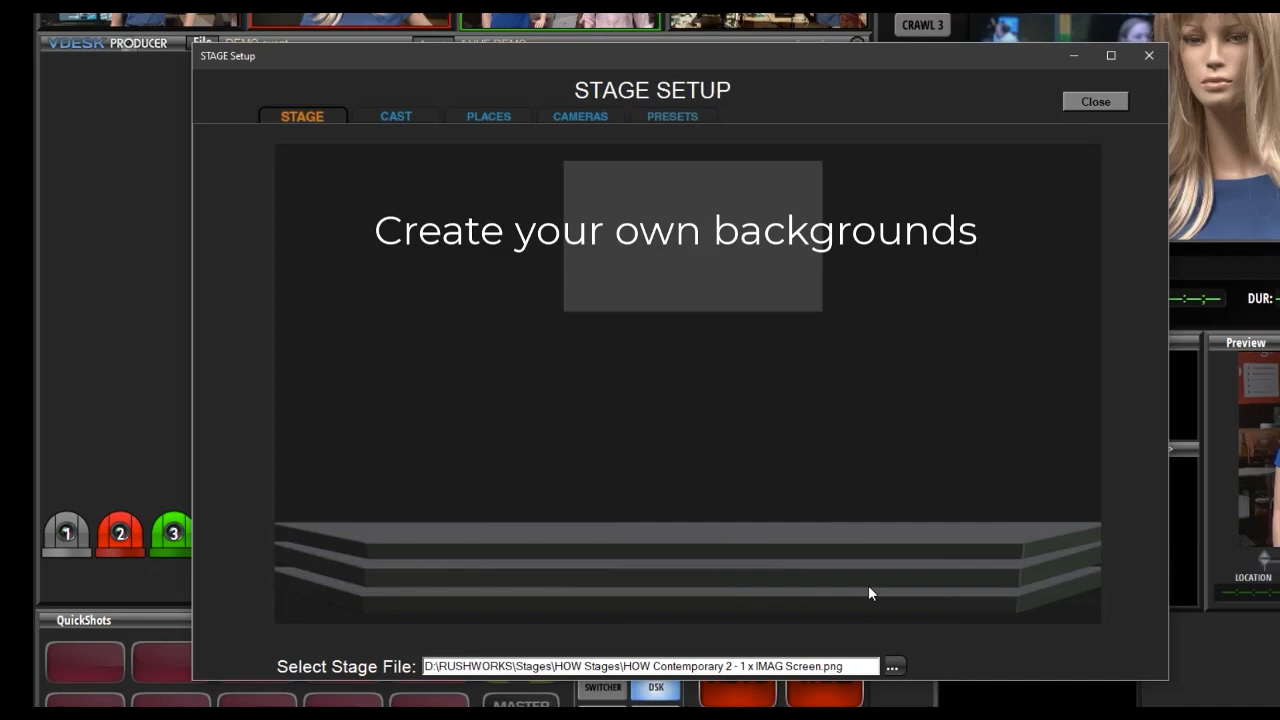 CRAWL 3
VDESK PRODUCER
File
STAGE Setup
STAGE SETUP
Close
STAGE
CAST
PLACES
CAMERAS
PRESETS
Create your own backgrounds
DUR:
Preview
1
2
3
LOCATION
QuickShots
Select Stage File:
D:\RUSHWORKS\Stages\HOW Stages\HOW Contemporary 2 - 1 x IMAG Screen.png
...
SWITCHER
DSK
MASTER